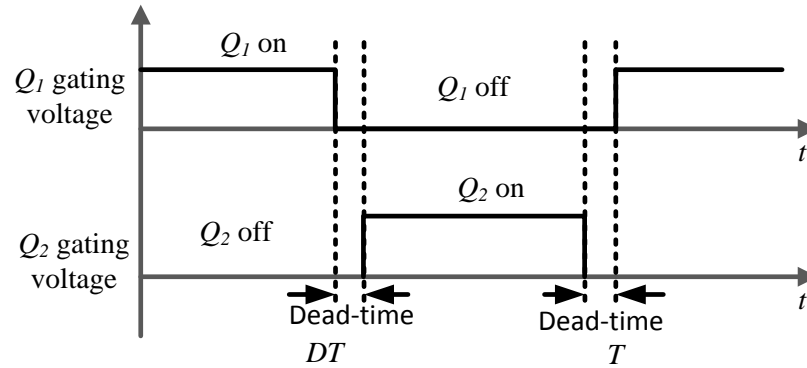 Q1 on
Q1 gating
voltage
Q1 off
t
Q2 on
Q2 off
Q2 gating
voltage
t
Dead-time
Dead-time
DT
T